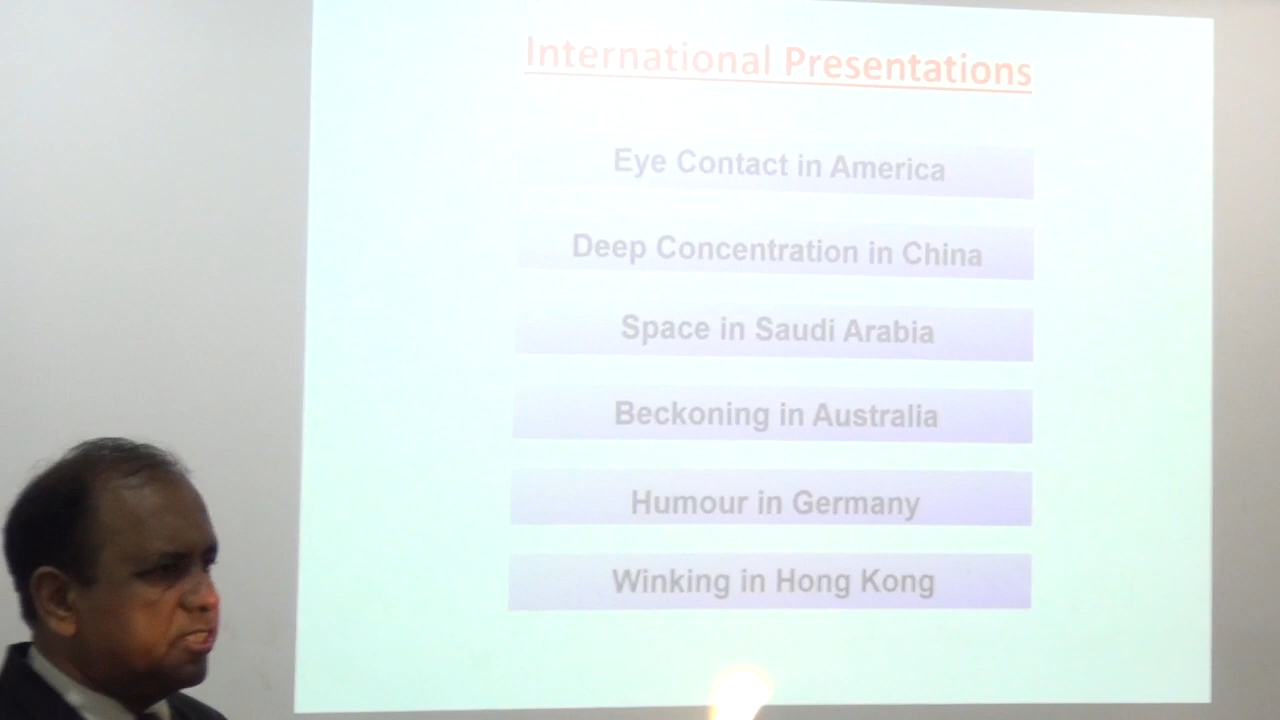 International Presentations
Eye Contact in America
Deep Concentration in China
Space in Saudi Arabia
Beckoning in Australia
Humour in Germany
Winking in Hong Kong